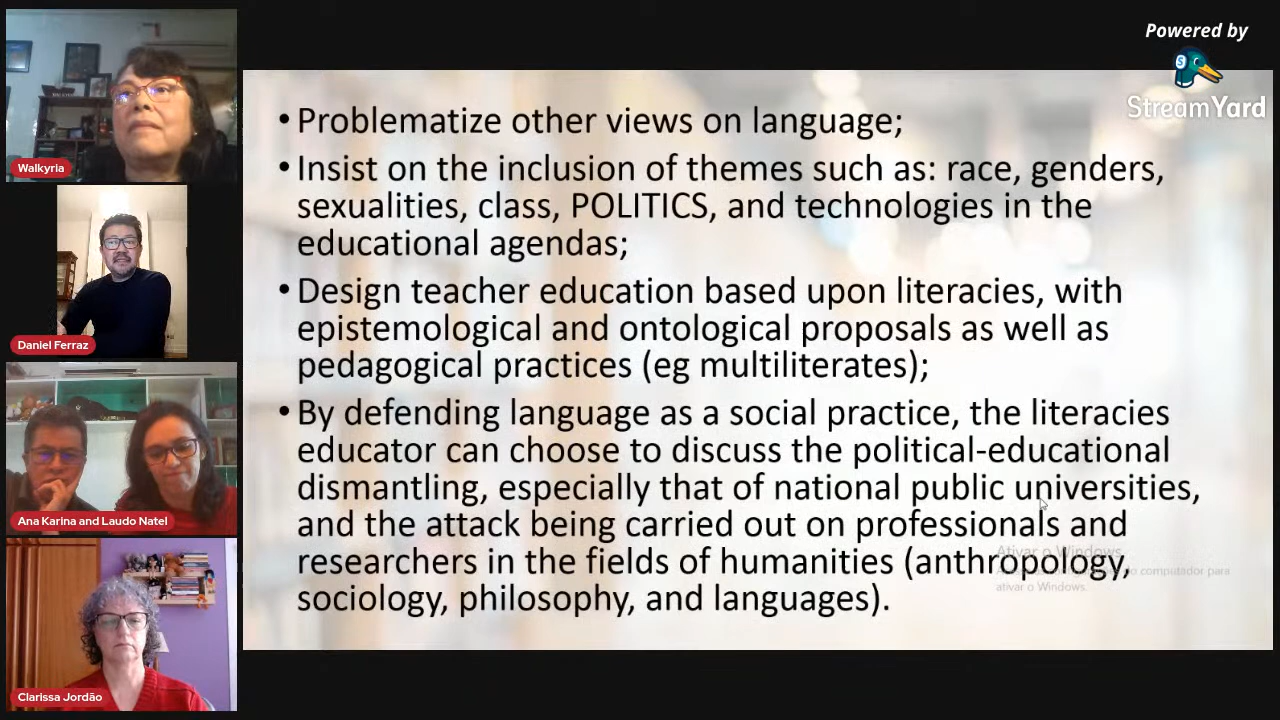 Powered by
StreamYard
Walkyria
Daniel Ferraz
Ana Karina and Laudo Natel
Clarissa Jordão
• Problematize other views on language;
• Insist on the inclusion of themes such as: race, genders,
sexualities, class, POLITICS, and technologies in the
educational agendas;
• Design teacher education based upon literacies, with
epistemological and ontological proposals as well as
pedagogical practices (eg multiliterates);
• By defending language as a social practice, the literacies
educator can choose to discuss the political-educational
dismantling, especially that of national public universities,
and the attack being carried out on professionals and
researchers in the fields of humanities (anthropology,
sociology, philosophy, and languages).
Ativar o Windows
do computador para
ativar o Windows.